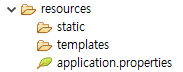 resources
static
templates
application.properties